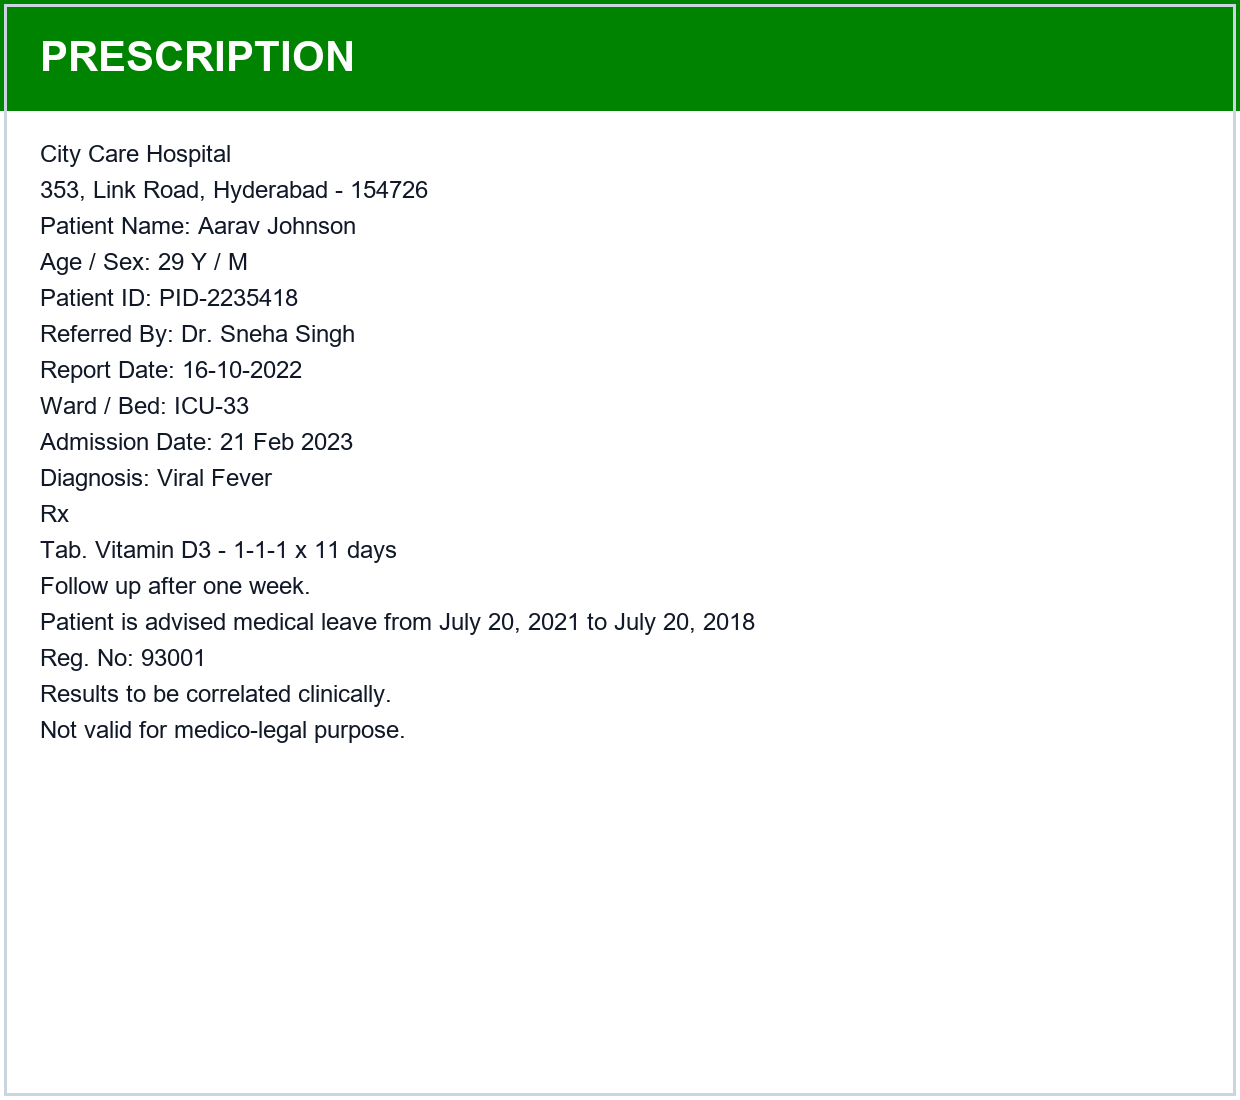 PRESCRIPTION
City Care Hospital
353, Link Road, Hyderabad - 154726
Patient Name: Aarav Johnson
Age / Sex: 29 Y / M
Patient ID: PID-2235418
Referred By: Dr. Sneha Singh
Report Date: 16-10-2022
Ward / Bed: ICU-33
Admission Date: 21 Feb 2023
Diagnosis: Viral Fever
Rx
Tab. Vitamin D3 - 1-1-1 x 11 days
Follow up after one week.
Patient is advised medical leave from July 20, 2021 to July 20, 2018
Reg. No: 93001
Results to be correlated clinically.
Not valid for medico-legal purpose.